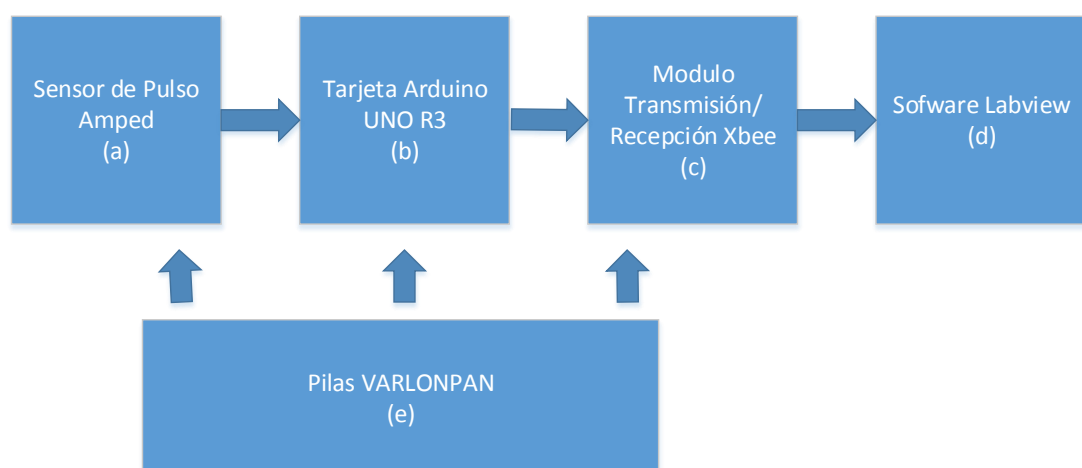 Sensor de Pulso
Amped
(a)
Tarjeta Arduino
UNO R3
(b)
Modulo
Transmisión/
Recepción Xbee
(c)
Sofware Labview
(d)
Pilas VARLONPAN
(e)